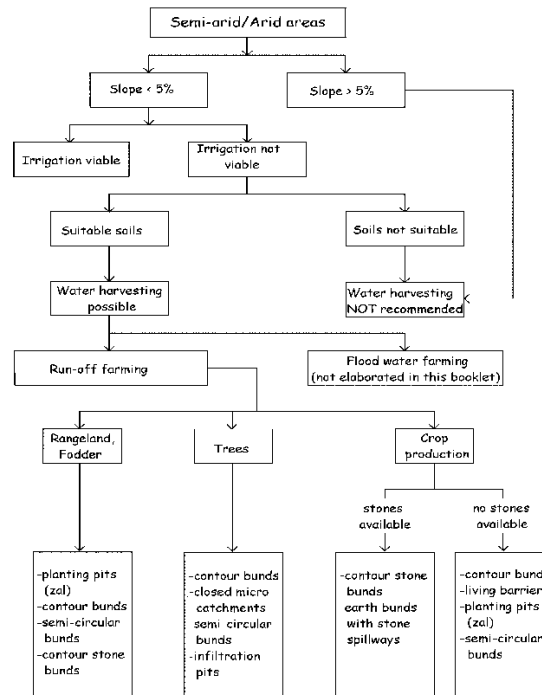 Semi-arid/Arid areas
Slope < 5%
Slope > 5%
Irrigation viable
Irrigation not
viable
Suitable soils
Soils not suitable
Water harvesting
possible
Water harvesting
NOT recommended
Run-off farming
Flood water farming
(not elaborated in this booklet)
Rangeland,
Fodder
Trees
Crop
production
stones
available
no stones
available
-planting pits
(zal)
-contour bunds
-semi-circular
bunds
-contour stone
bunds
-contour bunds
-closed micro
catchments
semi circular
bunds
-infiltration
pits
-contour stone
bunds
earth bunds
with stone
spillways
-contour bund
-living barrier
-planting pits
(zal)
-semi-circular
bunds